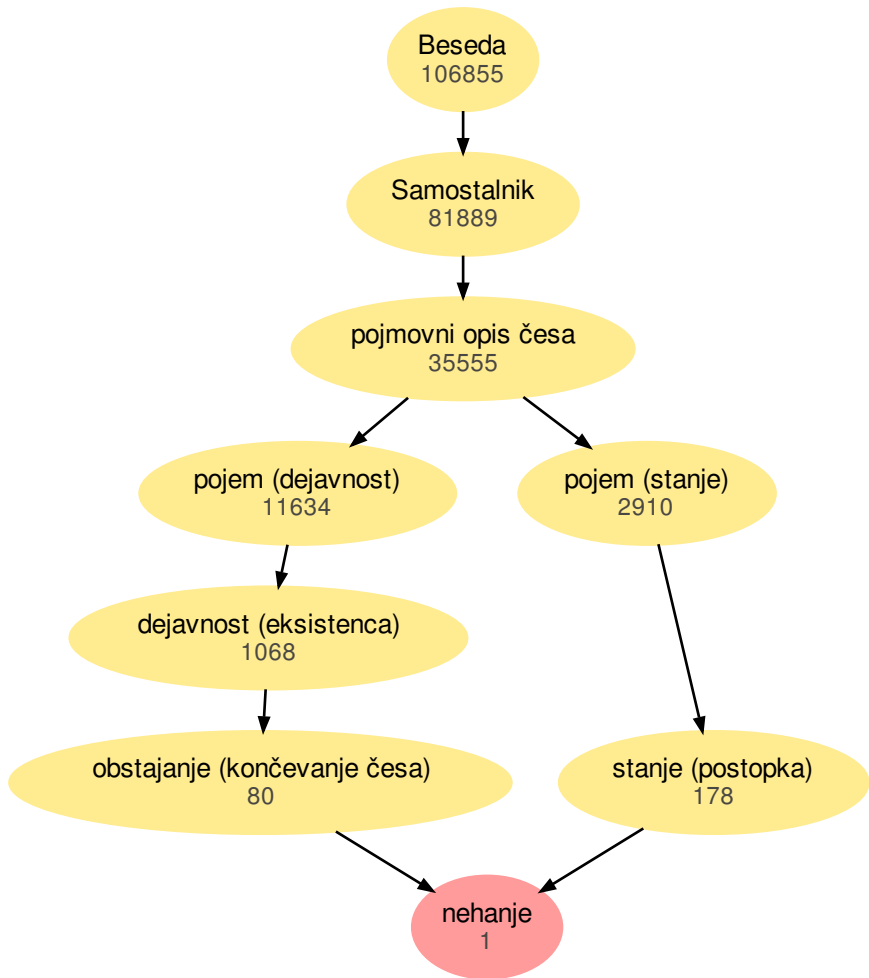 Beseda
106855
Samostalnik
81889
pojmovni opis česa
35555
pojem (dejavnost)
11634
pojem (stanje)
2910
dejavnost (eksistenca)
1068
obstajanje (končevanje česa)
80
stanje (postopka)
178
nehanje
1